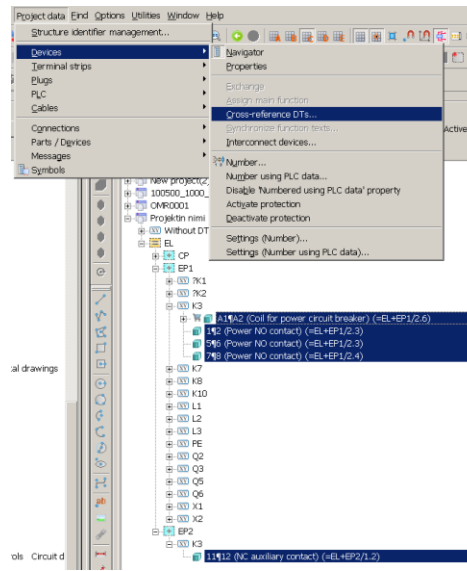 Project data Find Options Utilities Window Help
Structure identifier management...
Devices
Terminal strips
Plugs
PLC
Cables
Connections
Parts / Devices
Messages
Symbols
Navigator
Properties
Exchange
Assign main function
Cross-reference DTs...
Synchronize function texts...
Interconnect devices...
Number...
Number using PLC data...
Disable 'Numbered using PLC data' property
Activate protection
Deactivate protection
Settings (Number)...
Settings (Number using PLC data)...
Active
New project(2)
100500_1000_
OMR0001
Projektin nimi
Without DT
EL
CP
EP1
?K1
?K2
K3
A1¶A2 (Coil for power circuit breaker) (=EL+EP1/2.6)
1¶2 (Power NO contact) (=EL+EP1/2.3)
5¶6 (Power NO contact) (=EL+EP1/2.3)
7¶8 (Power NO contact) (=EL+EP1/2.4)
al drawings
K7
K8
K10
L1
L2
L3
PE
Q2
Q3
Q5
Q6
X1
X2
EP2
K3
ols Circuit d
11¶12 (NC auxiliary contact) (=EL+EP2/1.2)